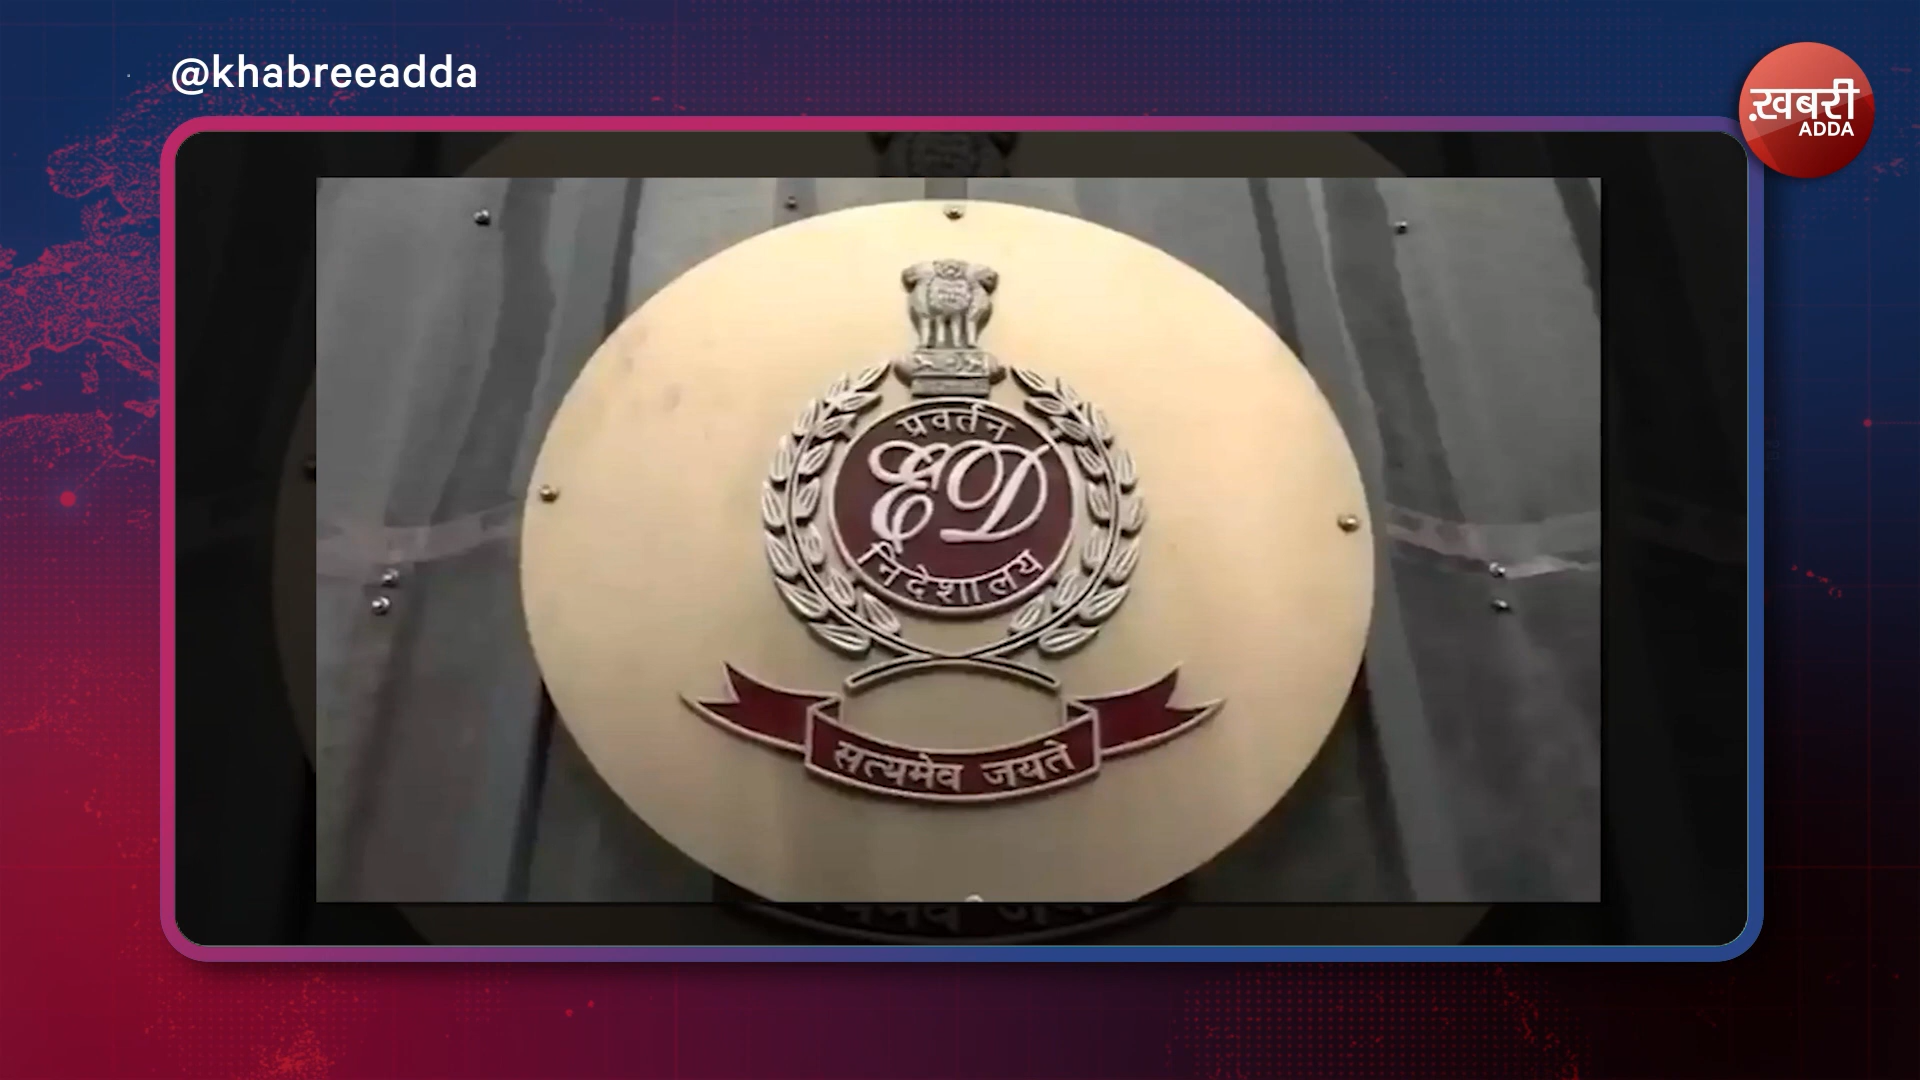 @khabreeadda
ख़बरी
ADDA
प्रवर्तन
ED
निदेशालय
सत्यमेव जयते